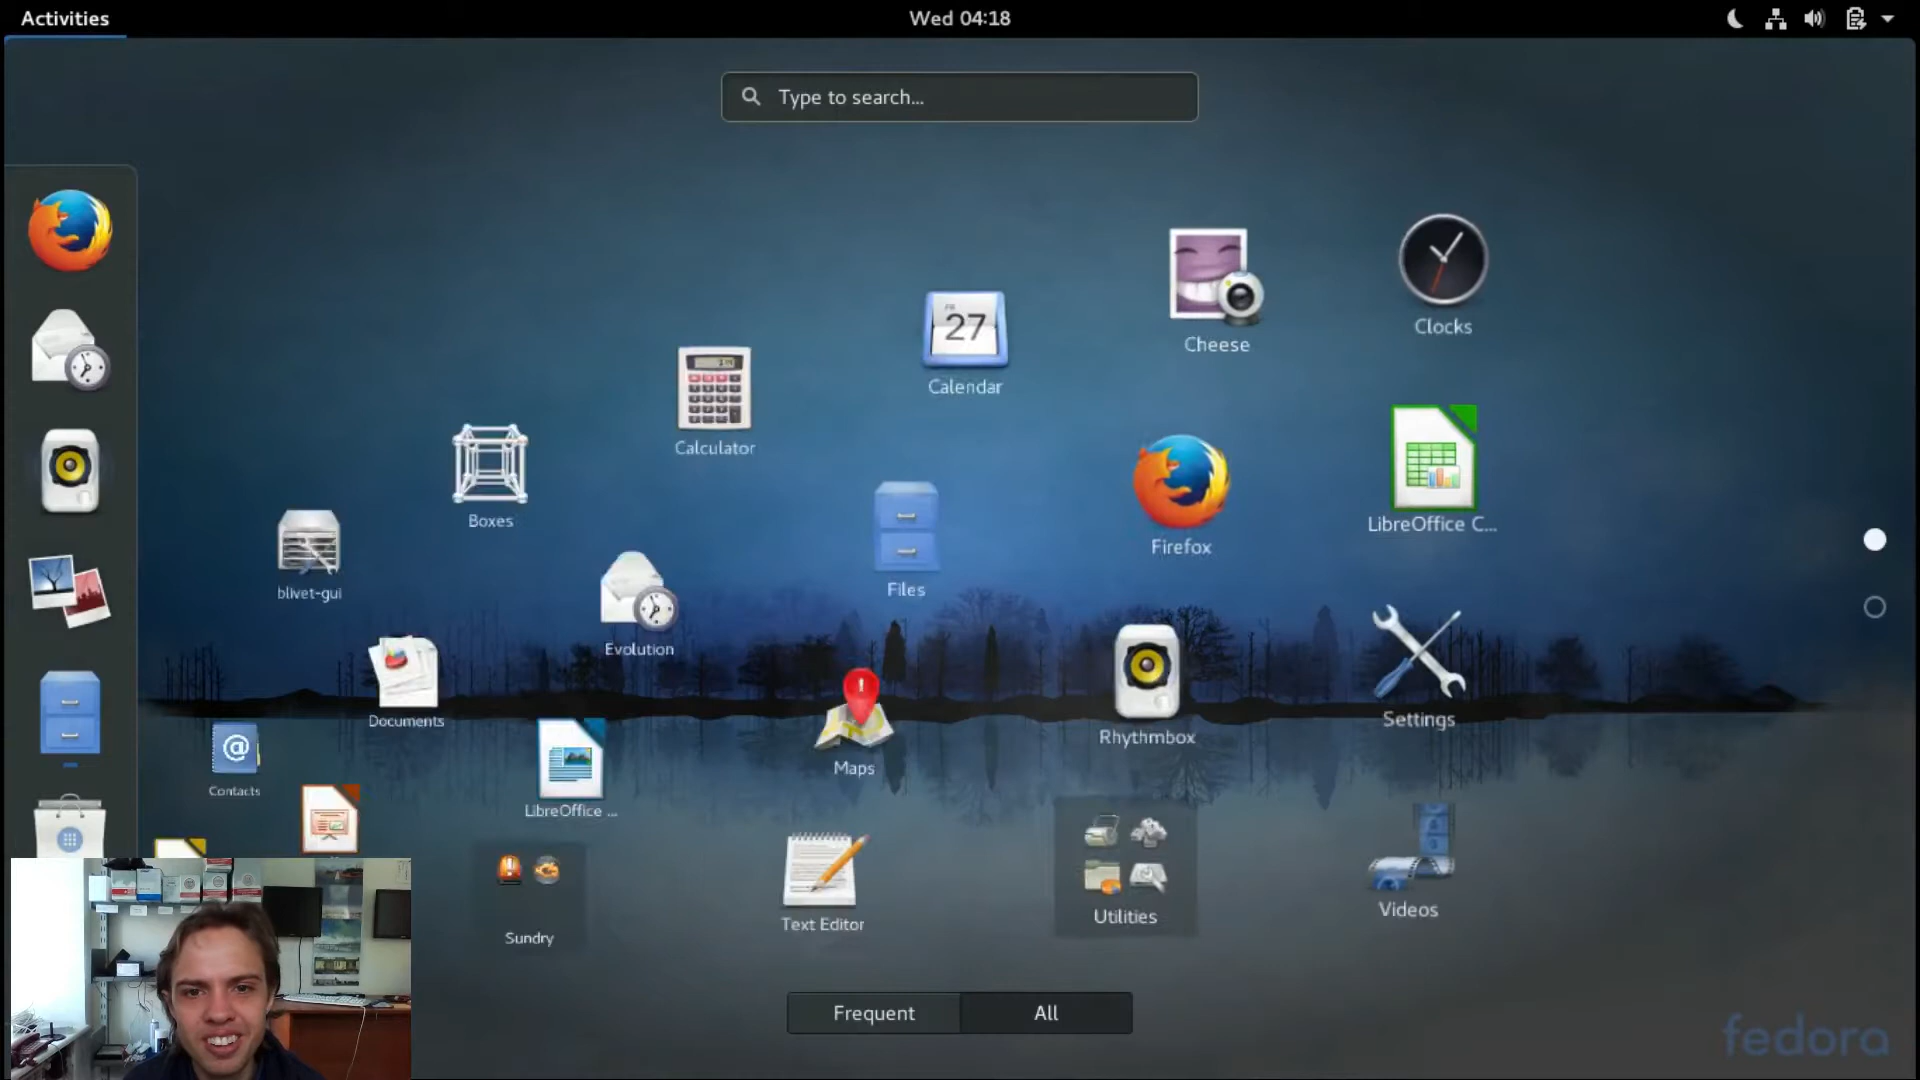 Activities
Wed 04:18
Type to search...
Clocks
Cheese
27
Calendar
Calculator
Boxes
LibreOffice C...
Firefox
Files
blivet-gui
Evolution
Documents
Settings
Rhythmbox
Maps
Contacts
LibreOffice ...
Videos
Utilities
Text Editor
Sundry
Frequent
All
fedora